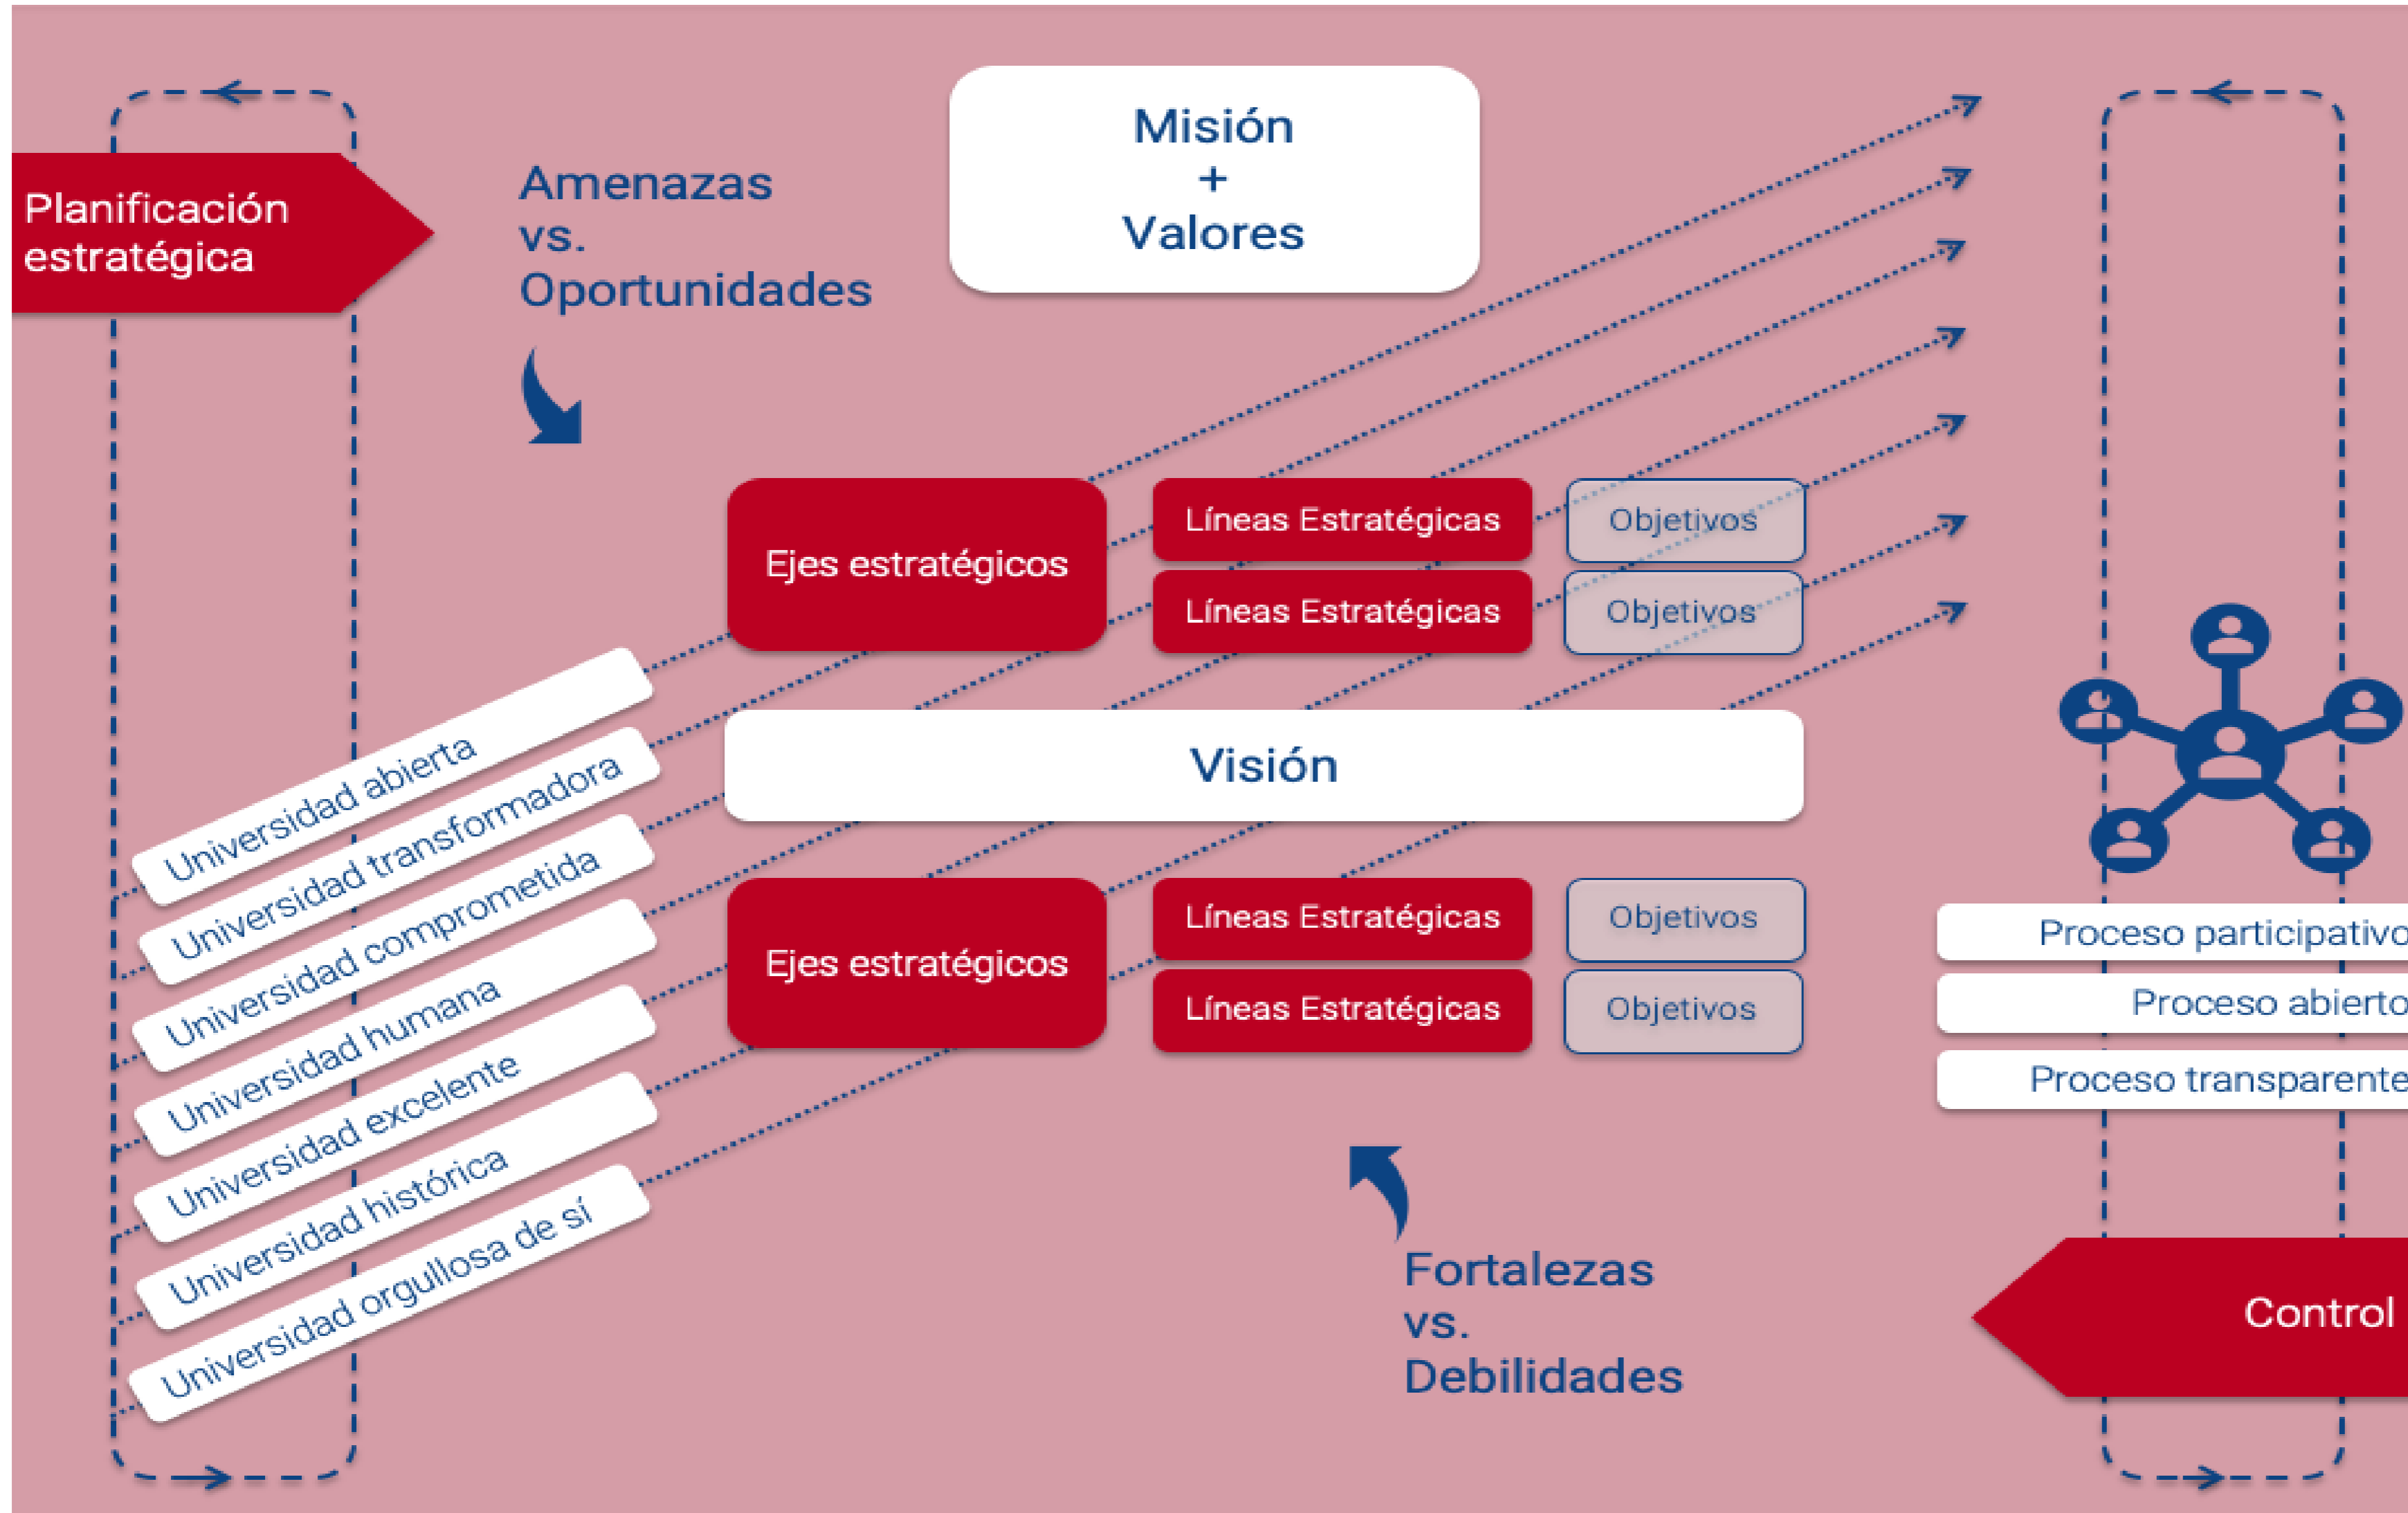 Planificación
estratégica
Amenazas
vs.
Oportunidades
Misión
+
Valores
Ejes estratégicos
Líneas Estratégicas
Objetivos
Líneas Estratégicas
Objetivos
Visión
Ejes estratégicos
Líneas Estratégicas
Objetivos
Líneas Estratégicas
Objetivos
Universidad abierta
Universidad transformadora
Universidad comprometida
Universidad humana
Universidad excelente
Universidad histórica
Universidad orgullosa de sí
Fortalezas
vs.
Debilidades
Proceso participativo
Proceso abierto
Proceso transparente
Control